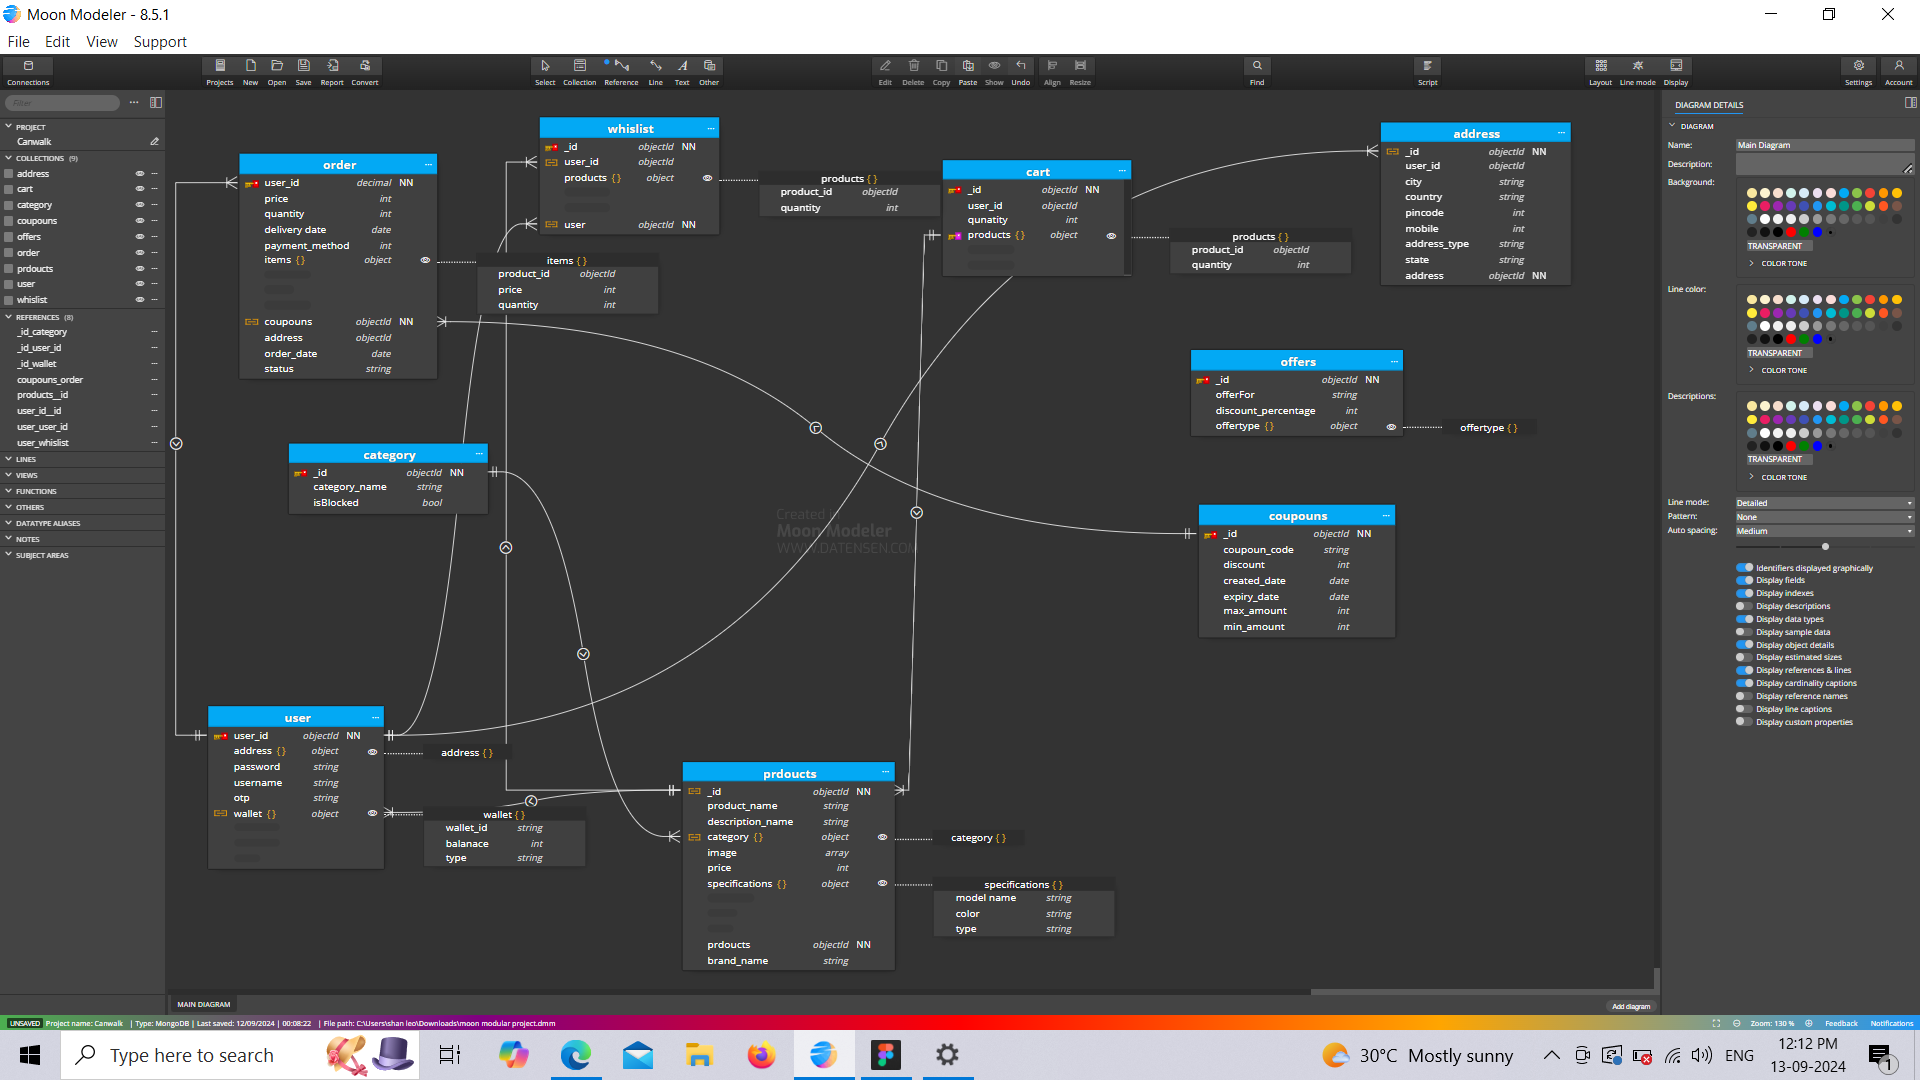 Moon Modeler - 8.5.1
File Edit View Support
Connections Projects New Open Save Report Convert Select Collection Reference Line Text Other Edit Delete Copy Paste Show Undo Align Resize Find Script Layout Line mode Display Settings Account
Filter
PROJECT
Canwalk
COLLECTIONS (9)
address
cart
category
coupouns
offers
order
prdoucts
user
whislist
REFERENCES (8)
_id_category
_id_user_id
_id_wallet
coupouns_order
products__id
user_id__id
user_user_id
user_whislist
LINES
VIEWS
FUNCTIONS
OTHERS
DATATYPE ALIASES
NOTES
SUBJECT AREAS
order
user_id decimal NN
price int
quantity int
delivery date date
payment_method int
items {} object
coupouns objectId NN
address objectId
order_date date
status string
items {}
product_id objectId
price int
quantity int
whislist
_id objectId NN
user_id objectId
products {} object
user objectId NN
products {}
product_id objectId
quantity int
cart
_id objectId NN
user_id objectId
qunatity int
products {} object
products {}
product_id objectId
quantity int
address
_id objectId NN
user_id objectId
city string
country string
pincode int
mobile int
address_type string
state string
address objectId NN
offers
_id objectId NN
offerFor string
discount_percentage int
offertype {} object
offertype {}
category
_id objectId NN
category_name string
isBlocked bool
Created in
Moon Modeler
WWW.DATENSEN.COM
coupouns
_id objectId NN
coupoun_code string
discount int
created_date date
expiry_date date
max_amount int
min_amount int
user
user_id objectId NN
address {} object
password string
username string
otp string
wallet {} object
address {}
wallet {}
wallet_id string
balanace int
type string
prdoucts
_id objectId NN
product_name string
description_name string
category {} object
image array
price int
specifications {} object
prdoucts objectId NN
brand_name string
category {}
specifications {}
model name string
color string
type string
DIAGRAM DETAILS
DIAGRAM
Name: Main Diagram
Description:
Background:
TRANSPARENT
COLOR TONE
Line color:
TRANSPARENT
COLOR TONE
Descriptions:
TRANSPARENT
COLOR TONE
Line mode: Detailed
Pattern: None
Auto spacing: Medium
Identifiers displayed graphically
Display fields
Display indexes
Display descriptions
Display data types
Display sample data
Display object details
Display estimated sizes
Display references & lines
Display cardinality captions
Display reference names
Display line captions
Display custom properties
MAIN DIAGRAM
Add diagram
UNSAVED Project name: Canwalk | Type: MongoDB | Last saved: 12/09/2024 | 00:08:22 | File path: C:\Users\shan leo\Downloads\moon modular project.dmm
Zoom: 130 % Feedback Notifications
Type here to search
30°C Mostly sunny
ENG
12:12 PM
13-09-2024
1